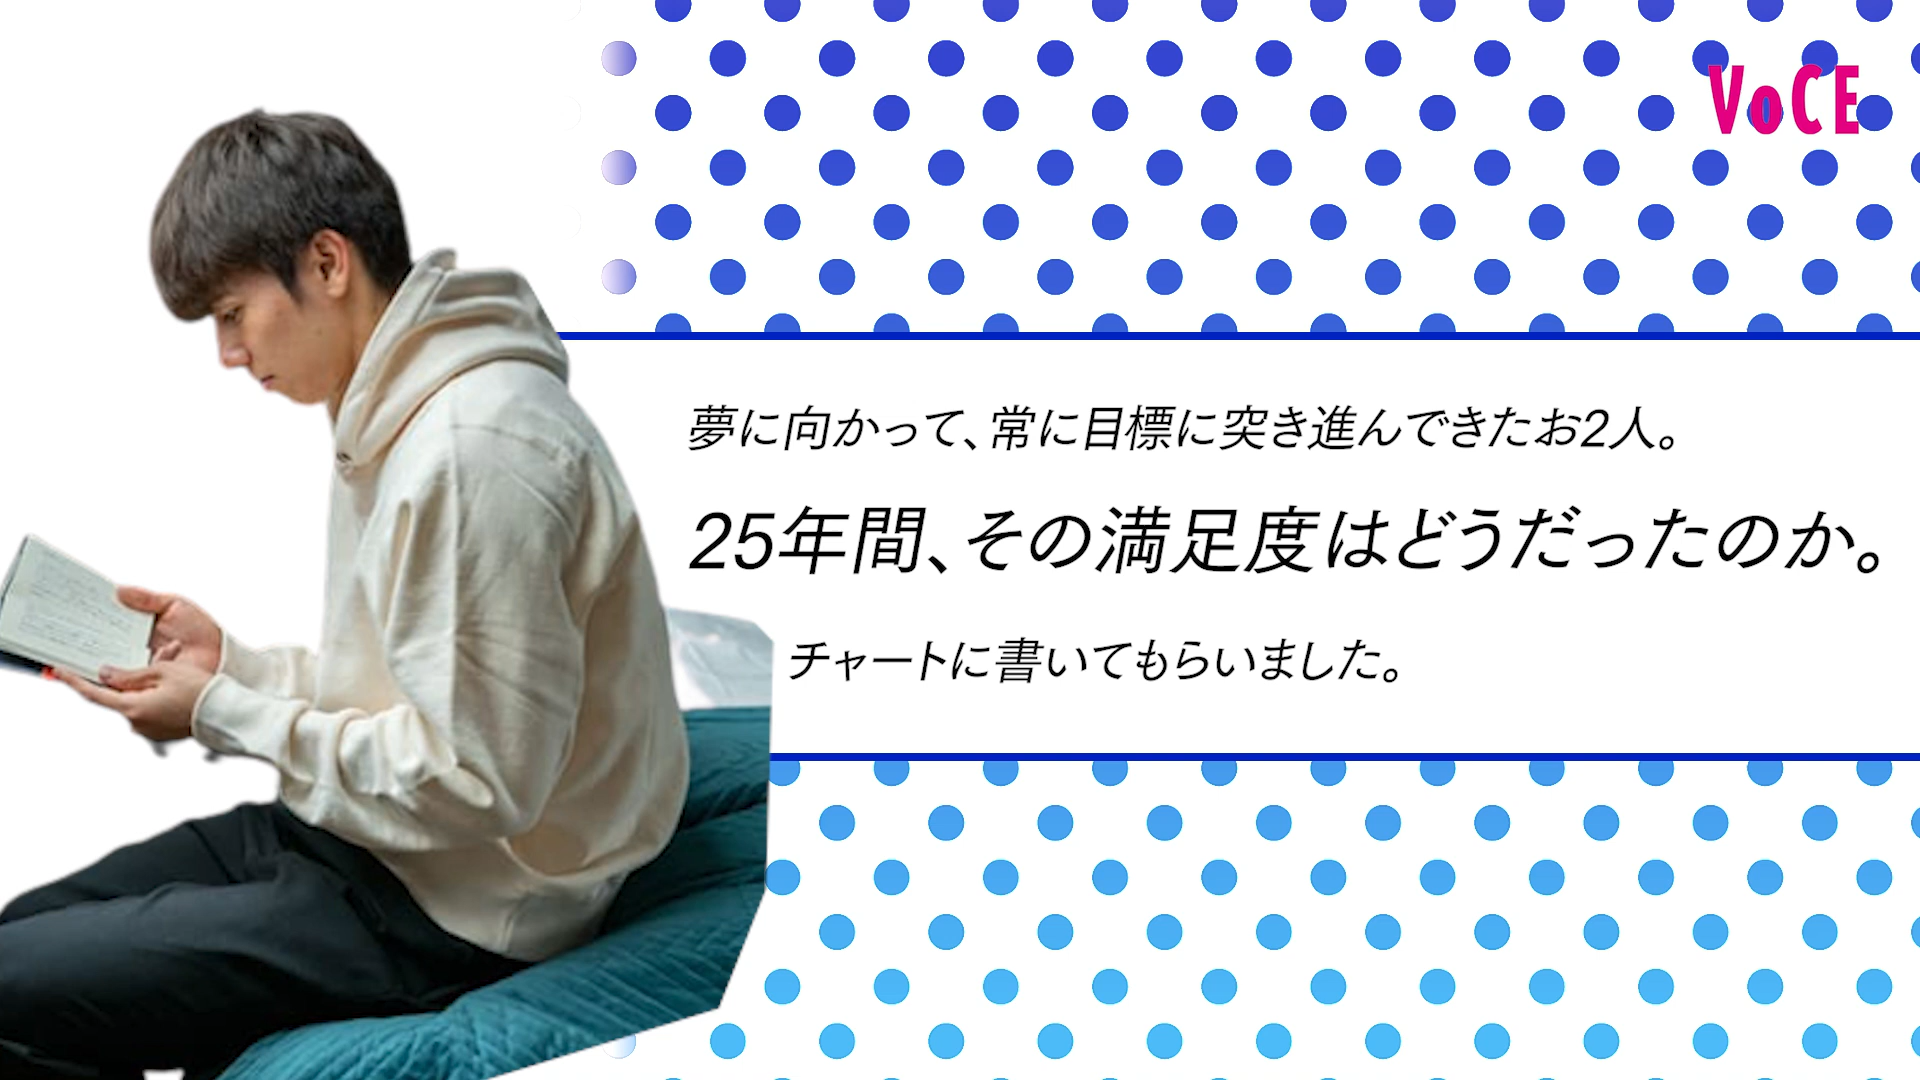 VoCE
夢に向かって、常に目標に突き進んできたお2人。
25年間、その満足度はどうだったのか。
チャートに書いてもらいました。